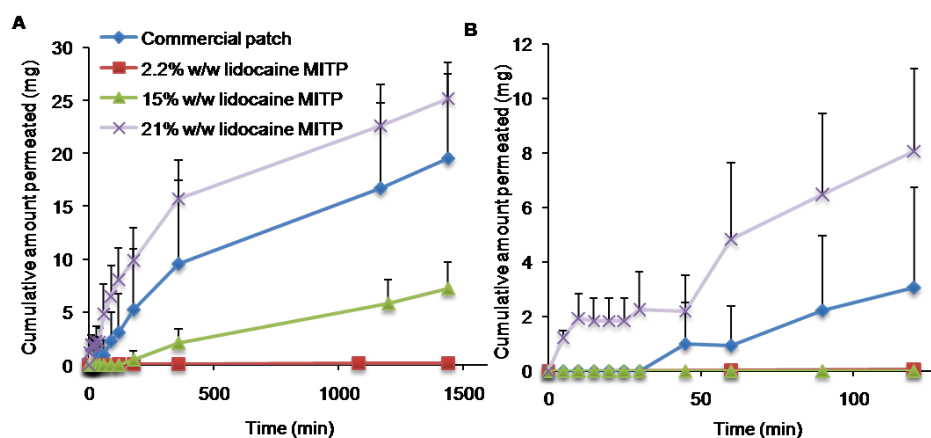 A
B
Commercial patch
2.2% w/w lidocaine MITP
15% w/w lidocaine MITP
21% w/w lidocaine MITP
Cumulative amount permeated (mg)
30
25
20
15
10
5
0
0
500
1000
1500
Time (min)
Cumulative amount permeated (mg)
12
10
8
6
4
2
0
0
50
100
Time (min)